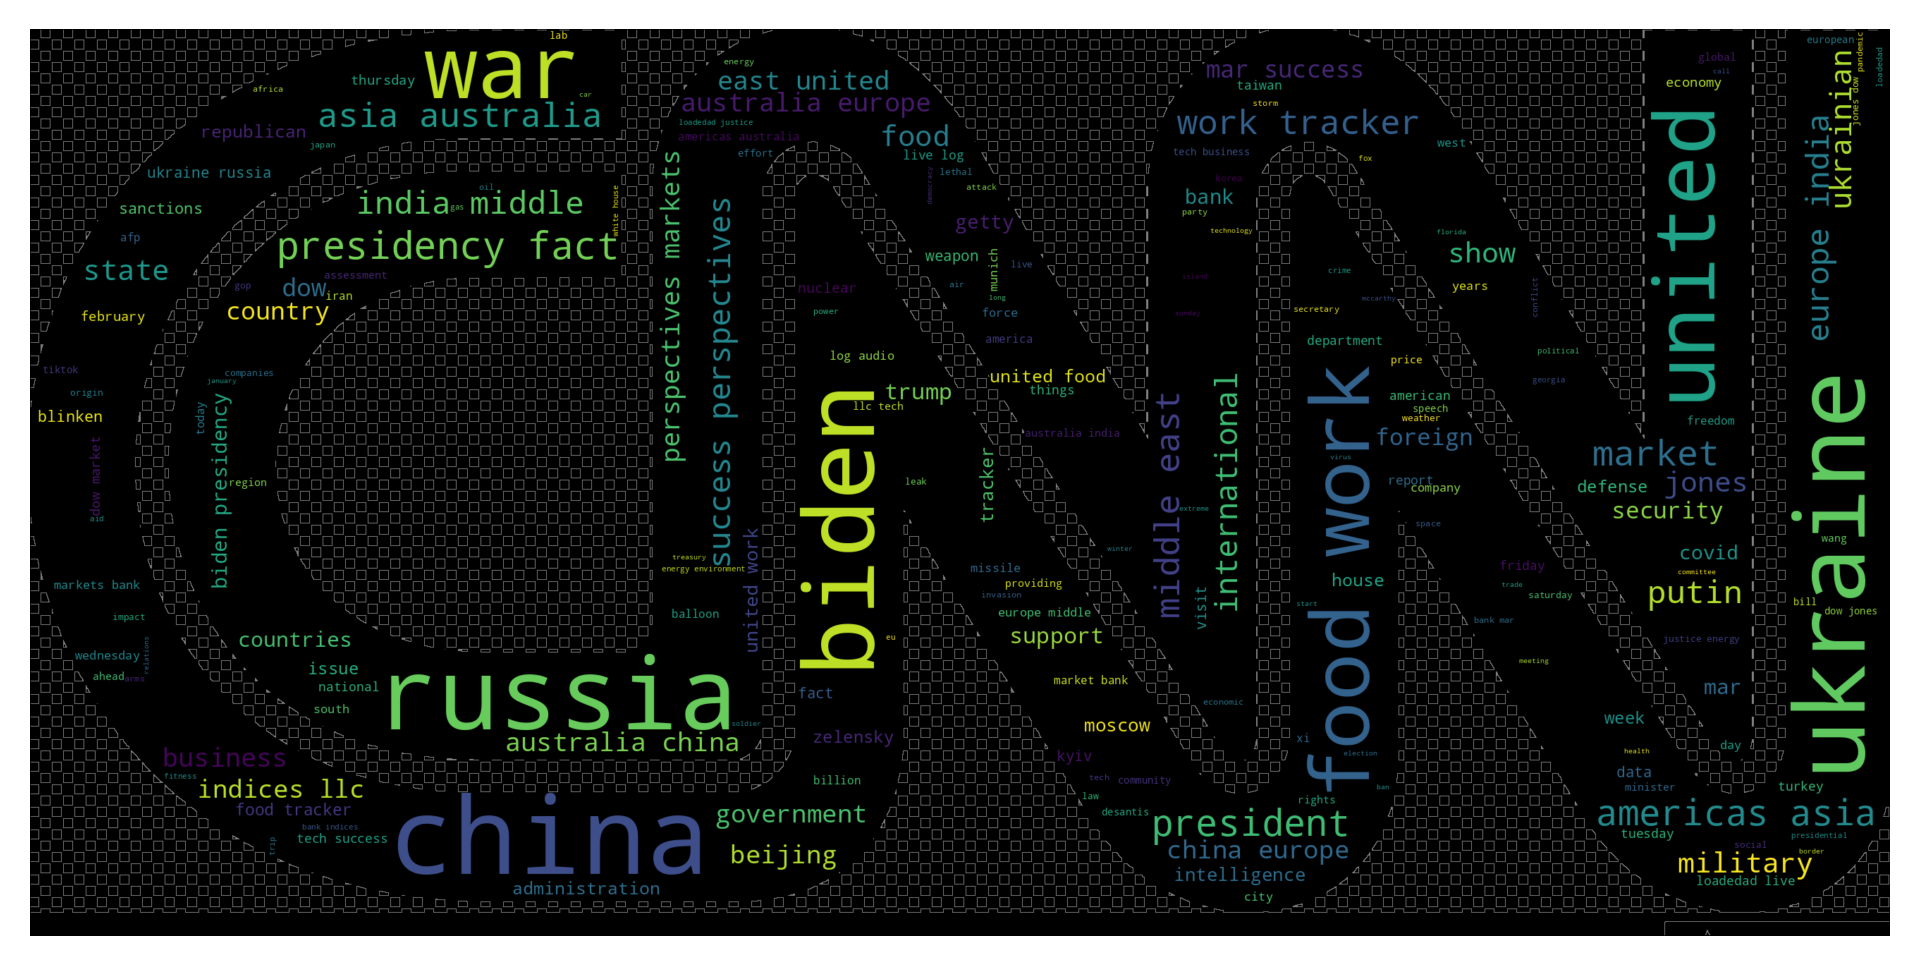 lab
war
thursday
africa
car
asia australia
republican
japan
ukraine russia
oil
india middle
gas
white house
sanctions
presidency fact
afp
state
assessment
gop
dow
iran
country
february
tiktok
companies
january
origin
today
blinken
biden presidency
dow market
region
aid
markets bank
impact
countries
relations
wednesday
issue
ahead
arms
national
south
russia
soldier
australia china
business
fitness
indices llc
food tracker
bank indices
trip
tech success
china
government
beijing
administration
energy
east united
australia europe
loadedad justice
americas australia
food
effort
live log
lethal
democracy
attack
perspectives markets
success perspectives
getty
weapon
munich
live
nuclear
air
long
power
force
america
log audio
united food
trump
things
llc tech
biden
australia india
tracker
leak
treasury
energy environment
united work
balloon
winter
missile
providing
invasion
europe middle
eu
support
market bank
fact
moscow
zelensky
kyiv
billion
tech
community
law
desantis
mar success
taiwan
storm
work tracker
tech business
west
fox
korea
bank
party
technology
florida
show
island
crime
years
conflict
mccarthy
sunday
secretary
department
political
price
georgia
middle east
international
american
speech
weather
foreign
virus
report
company
extreme
space
food work
visit
house
friday
trade
saturday
start
bank mar
meeting
economic
xi
election
ban
rights
president
china europe
intelligence
city
global
call
economy
united
european
pandemic
loadedad
ukrainian
jones dow
europe india
freedom
market
jones
defense
security
wang
covid
committee
putin
bill
dow jones
ukraine
justice energy
mar
week
day
health
data
minister
turkey
americas asia
tuesday
presidential
social
border
military
loadedad live